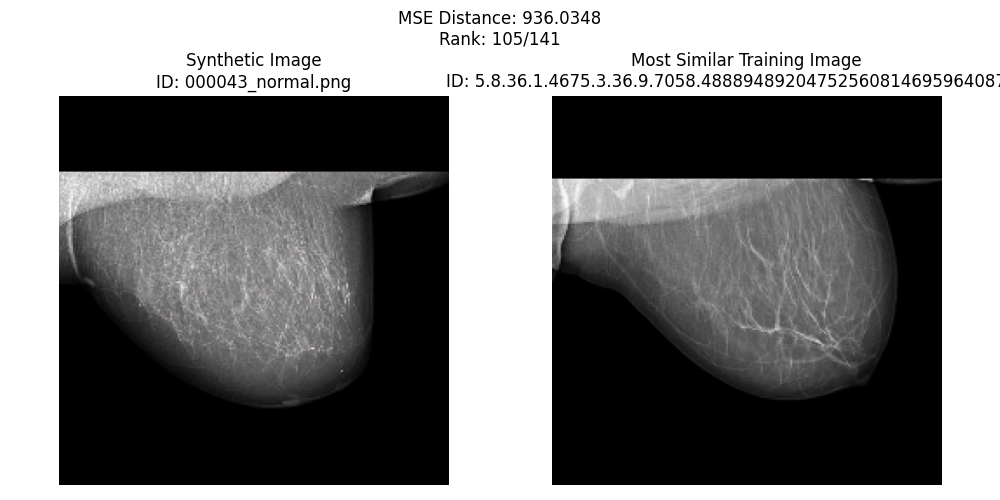 MSE Distance: 936.0348
Rank: 105/141
Synthetic Image
ID: 000043_normal.png
Most Similar Training Image
ID: 5.8.36.1.4675.3.36.9.7058.48889489204752560814695964087